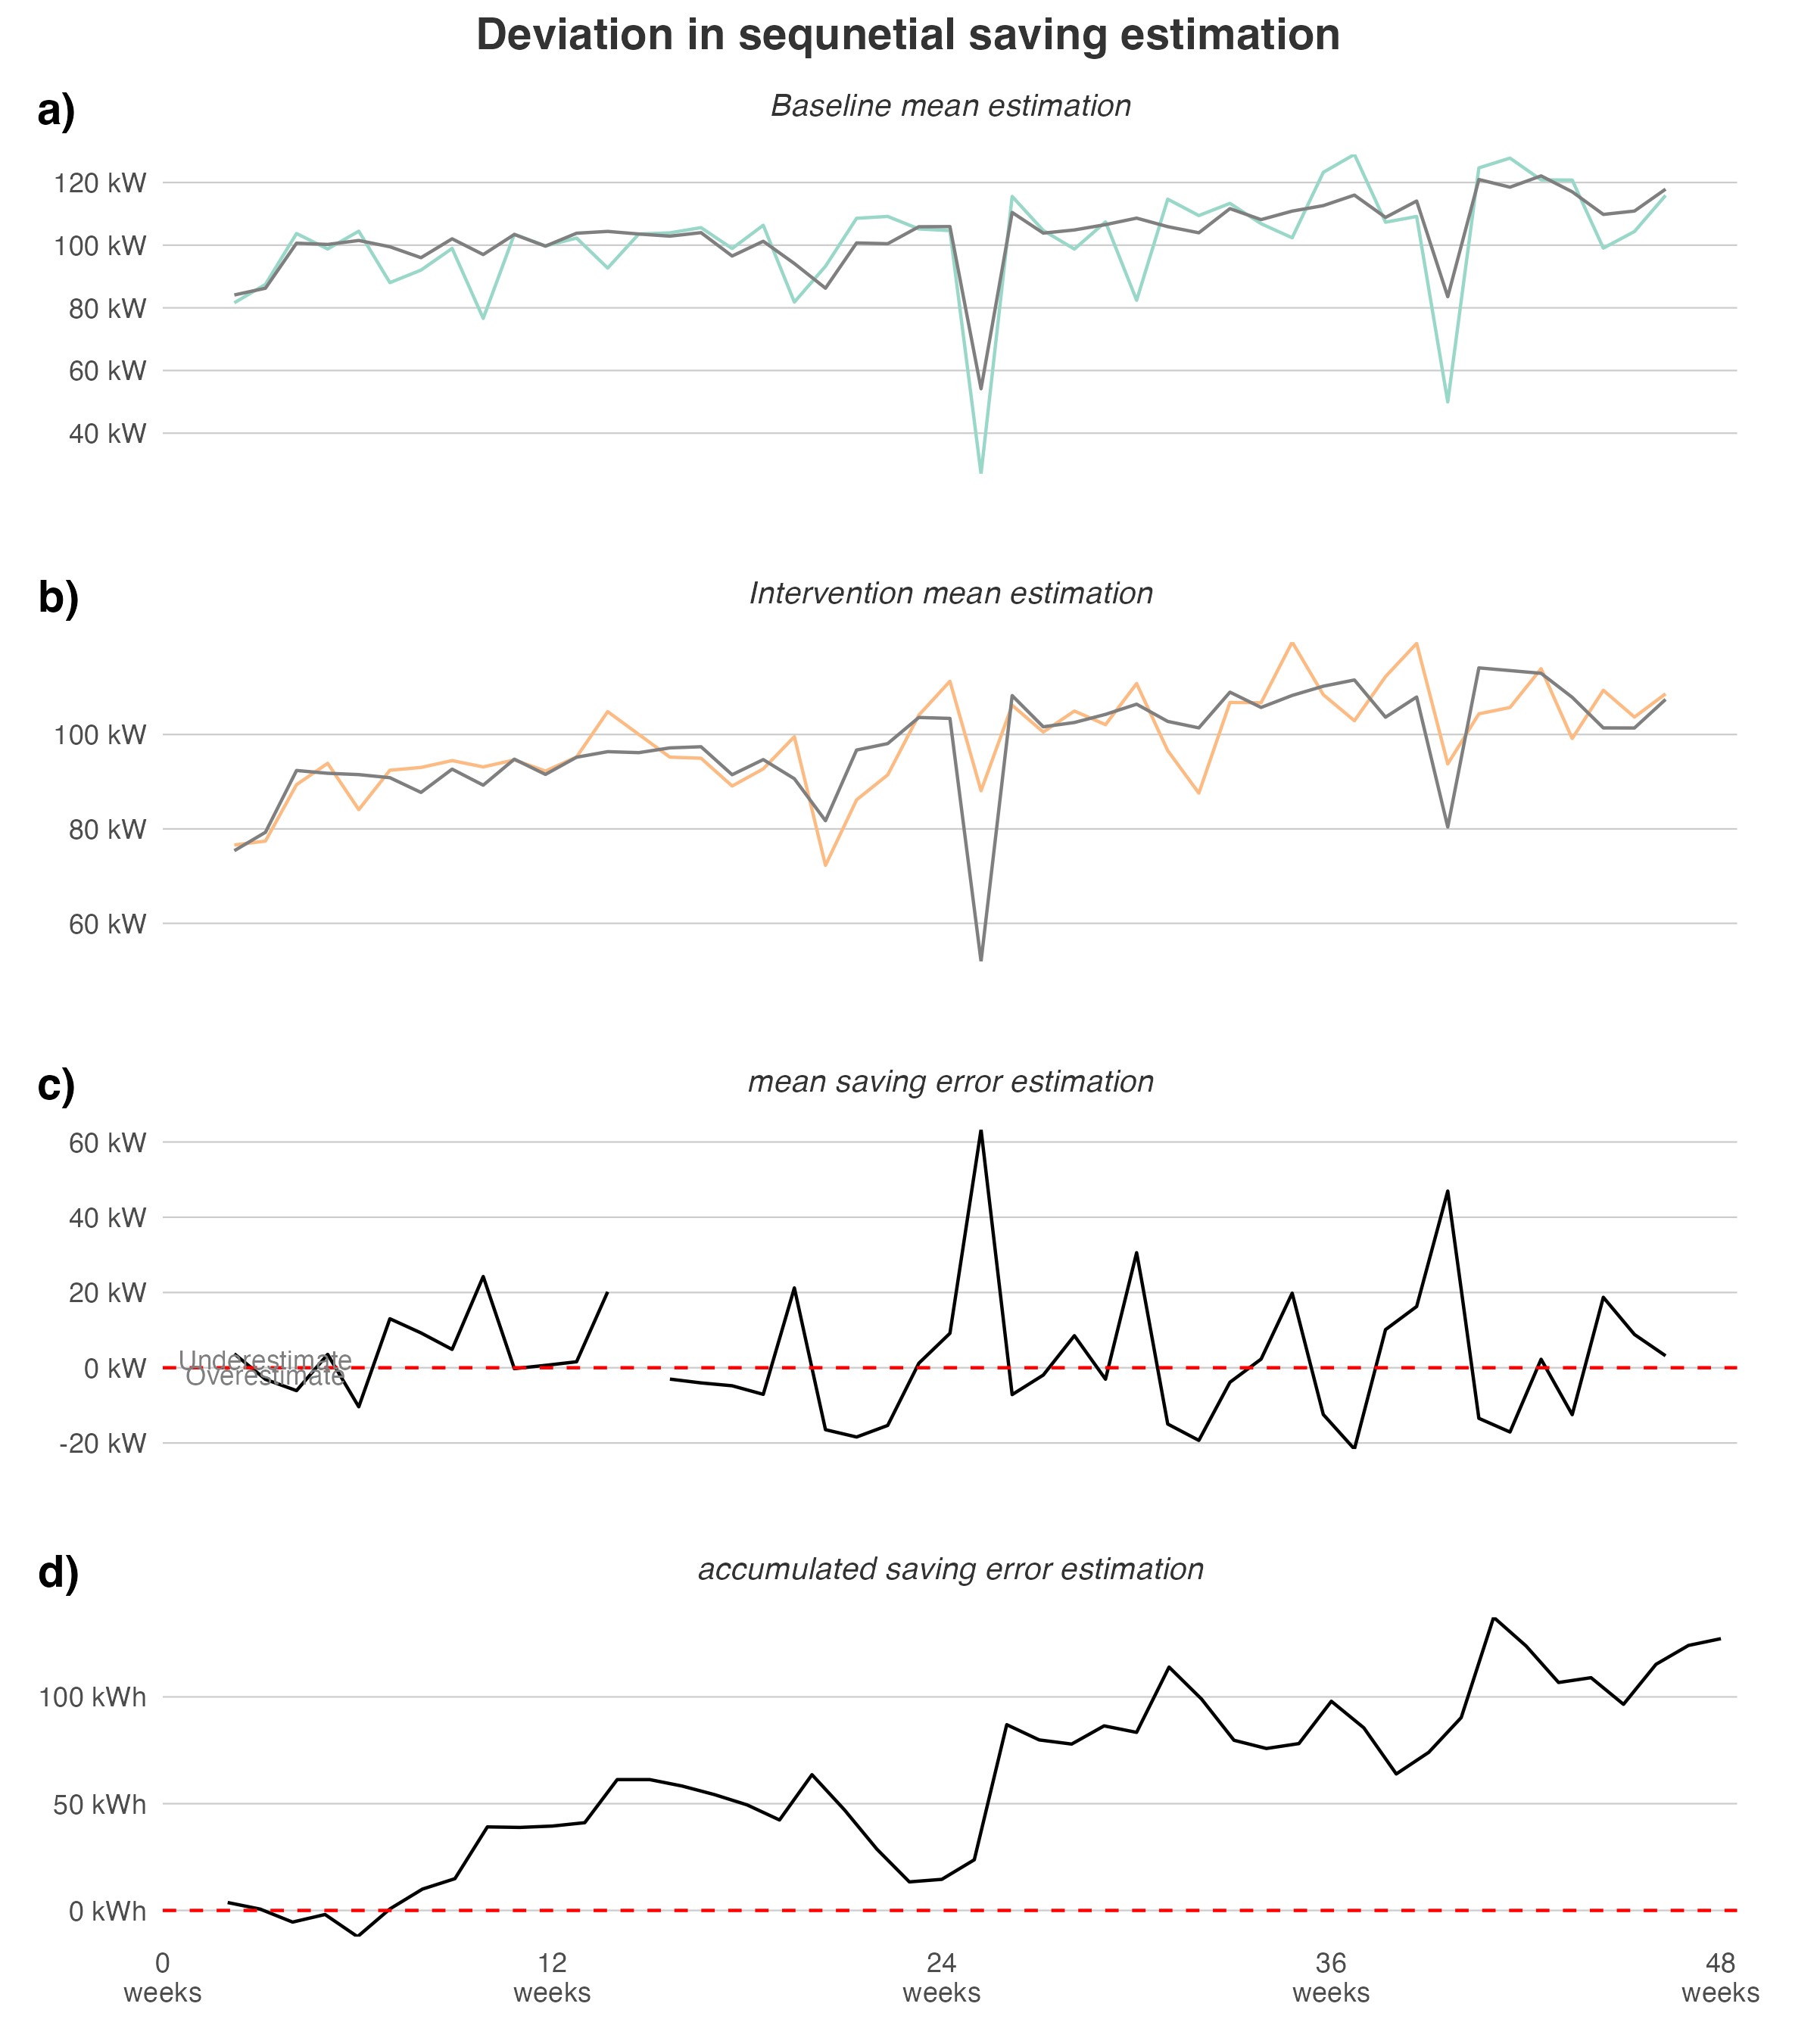 Deviation in sequnetial saving estimation
a)
Baseline mean estimation
120 kW
100 kW
80 kW
60 kW
40 kW
b)
Intervention mean estimation
100 kW
80 kW
60 kW
c)
mean saving error estimation
60 kW
40 kW
20 kW
0 kW
-20 kW
Underestimate
Overestimate
d)
accumulated saving error estimation
100 kWh
50 kWh
0 kWh
0 12 24 36 48
weeks weeks weeks weeks weeks